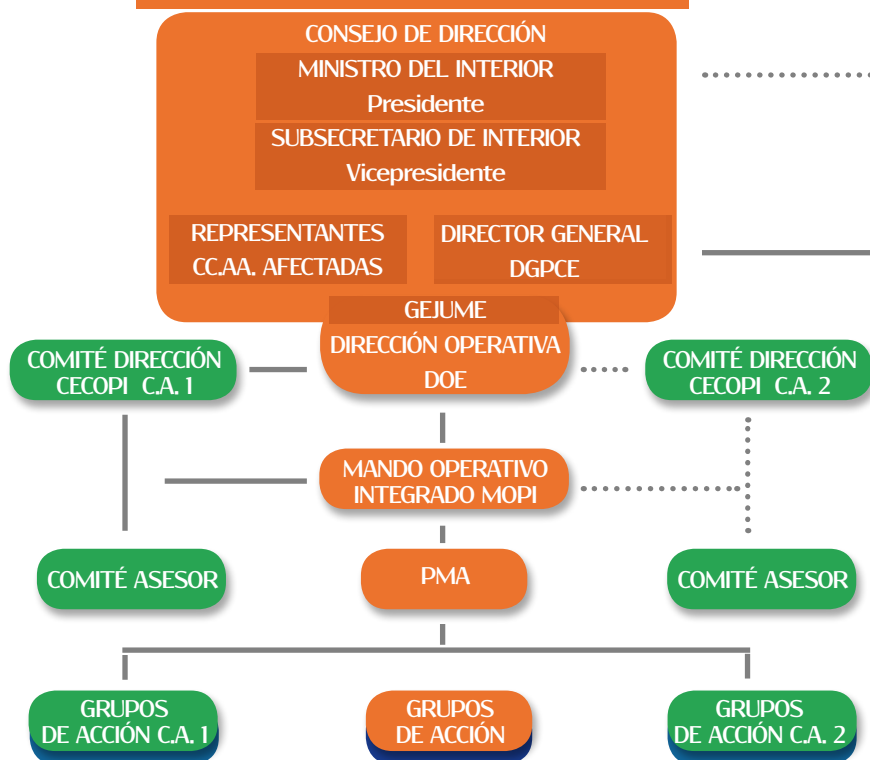 CONSEJO DE DIRECCIÓN
MINISTRO DEL INTERIOR
Presidente
SUBSECRETARIO DE INTERIOR
Vicepresidente
REPRESENTANTES
CC.AA. AFECTADAS
DIRECTOR GENERAL
DGPCE
GEJUME
DIRECCIÓN OPERATIVA
DOE
COMITÉ DIRECCIÓN
CECOPI C.A. 1
COMITÉ DIRECCIÓN
CECOPI C.A. 2
MANDO OPERATIVO
INTEGRADO MOPI
COMITÉ ASESOR
PMA
COMITÉ ASESOR
GRUPOS
DE ACCIÓN C.A. 1
GRUPOS
DE ACCIÓN
GRUPOS
DE ACCIÓN C.A. 2